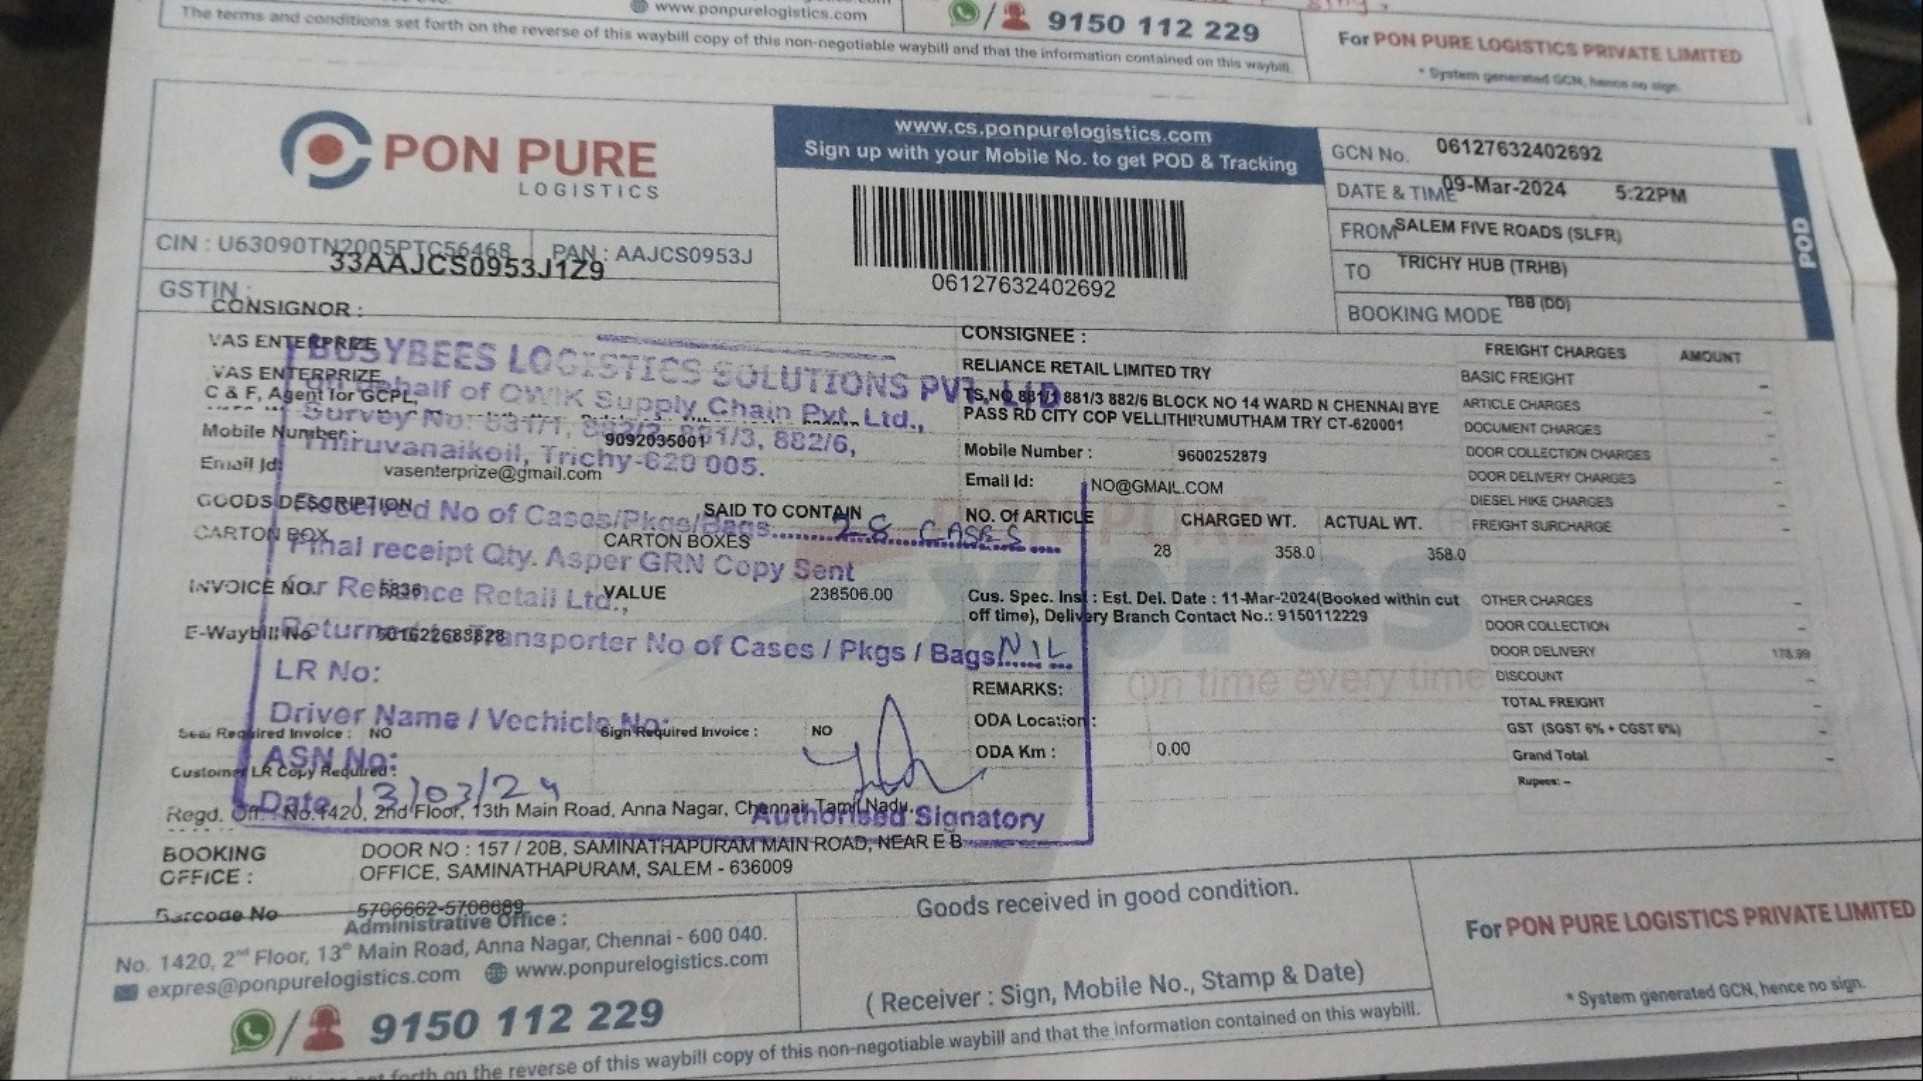 www.ponpurelogistics.com
The terms and conditions set forth on the reverse of this waybill copy of this non-negotiable waybill and that the information contained on this waybill.
9150 112 229
For PON PURE LOGISTICS PRIVATE LIMITED
* System generated GCN, hence no sign.
PON PURE
LOGISTICS
www.cs.ponpurelogistics.com
Sign up with your Mobile No. to get POD & Tracking
06127632402692
GCN No. 06127632402692
DATE & TIME 09-Mar-2024 5:22PM
FROM SALEM FIVE ROADS (SLFR)
TO TRICHY HUB (TRHB)
BOOKING MODE TBB (DD)
POD
CIN : U63090TN2005PTC56468 PAN : AAJCS0953J
33AAJCS0953J1Z9
GSTIN :
CONSIGNOR :
VAS ENTERPRIZE
VAS ENTERPRIZE
C & F, Agent for GCPL,
Mobile Number : 9092035001
Email Id: vasenterprize@gmail.com
CONSIGNEE :
RELIANCE RETAIL LIMITED TRY
TS.NO 881/1 881/3 882/6 BLOCK NO 14 WARD N CHENNAI BYE
PASS RD CITY COP VELLITHIRUMUTHAM TRY CT-620001
Mobile Number : 9600252879
Email Id: NO@GMAIL.COM
GOODS DESCRIPTION SAID TO CONTAIN NO. Of ARTICLE CHARGED WT. ACTUAL WT.
CARTON BOX CARTON BOXES 28 358.0 358.0
INVOICE NO. 5836 VALUE 238506.00
E-Waybill No 501622683828
Cus. Spec. Inst : Est. Del. Date : 11-Mar-2024(Booked within cut
off time), Delivery Branch Contact No.: 9150112229
REMARKS:
ODA Location :
ODA Km : 0.00
Seal Required Invoice : NO Sign Required Invoice : NO
Customer LR Copy Required :
Regd. Off. : No.1420, 2nd Floor, 13th Main Road, Anna Nagar, Chennai, Tamil Nadu.
BOOKING OFFICE : DOOR NO : 157 / 20B, SAMINATHAPURAM MAIN ROAD, NEAR E B
OFFICE, SAMINATHAPURAM, SALEM - 636009
Barcode No 5706662-5706689
FREIGHT CHARGES AMOUNT
BASIC FREIGHT –
ARTICLE CHARGES –
DOCUMENT CHARGES –
DOOR COLLECTION CHARGES –
DOOR DELIVERY CHARGES –
DIESEL HIKE CHARGES –
FREIGHT SURCHARGE –
OTHER CHARGES –
DOOR COLLECTION –
DOOR DELIVERY 178.99
DISCOUNT –
TOTAL FREIGHT –
GST (SGST 6% + CGST 6%) –
Grand Total –
Rupees: –
PON PURE
Expres
On time every time
BUSYBEES LOGISTICS SOLUTIONS PVT. LTD
On behalf of QWIK Supply Chain Pvt. Ltd.,
Survey No: 881/1, 882/2, 881/3, 882/6,
Thiruvanaikoil, Trichy-620 005.
Received No of Cases/Pkgs/Bags 28 CASES
Final receipt Qty. Asper GRN Copy Sent
for Reliance Retail Ltd.,
Returned to Transporter No of Cases / Pkgs / Bags NIL
LR No:
Driver Name / Vechicle No:
ASN No:
Date 13/03/24
Authorised Signatory
Administrative Office :
No. 1420, 2nd Floor, 13th Main Road, Anna Nagar, Chennai - 600 040.
expres@ponpurelogistics.com www.ponpurelogistics.com
9150 112 229
Goods received in good condition.
( Receiver : Sign, Mobile No., Stamp & Date)
For PON PURE LOGISTICS PRIVATE LIMITED
* System generated GCN, hence no sign.
set forth on the reverse of this waybill copy of this non-negotiable waybill and that the information contained on this waybill.